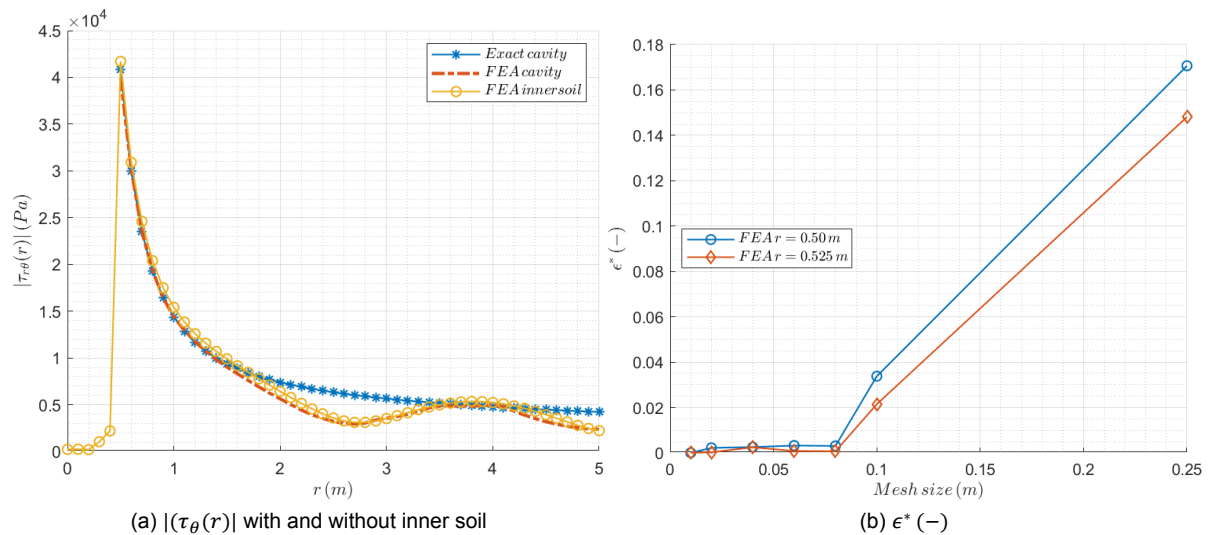 ×10⁴
4.5
4
3.5
3
2.5
2
1.5
1
0.5
0
|τ_rθ(r)| (Pa)
Exact cavity
FEA cavity
FEA inner soil
0 1 2 3 4 5
r (m)
(a) |(τ_θ(r)| with and without inner soil
0.18
0.16
0.14
0.12
0.1
0.08
0.06
0.04
0.02
0
ϵ* (−)
FEA r = 0.50 m
FEA r = 0.525 m
0 0.05 0.1 0.15 0.2 0.25
Mesh size (m)
(b) ϵ* (−)